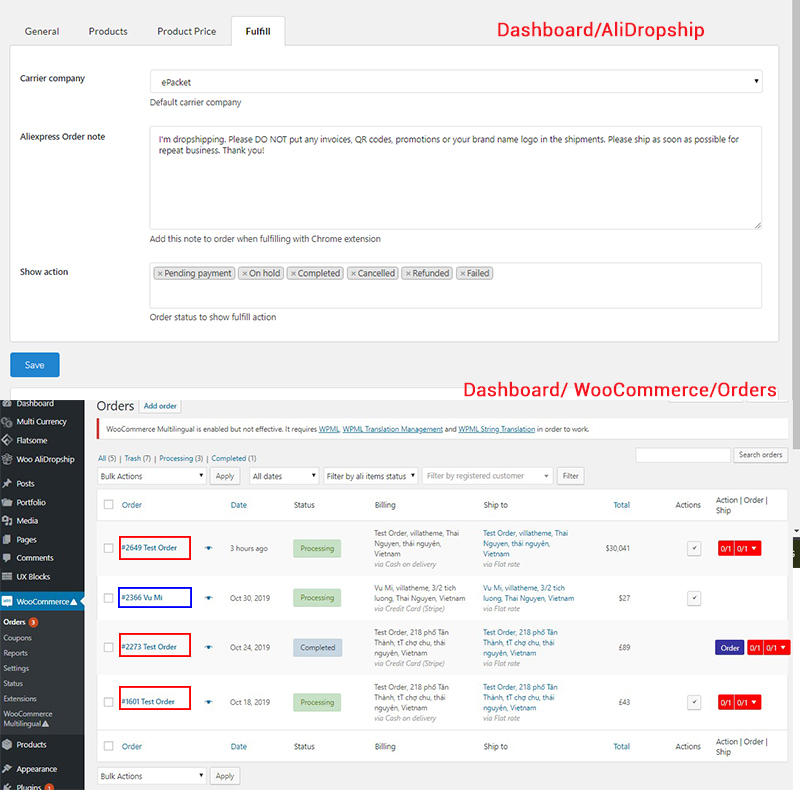 Dashboard/AliDropship
General Products Product Price Fulfill
Carrier company
ePacket
Default carrier company
Aliexpress Order note
I'm dropshipping. Please DO NOT put any invoices, QR codes, promotions or your brand name logo in the shipments. Please ship as soon as possible for
repeat business. Thank you!
Add this note to order when fulfilling with Chrome extension
Show action
× Pending payment × On hold × Completed × Cancelled × Refunded × Failed
Order status to show fulfill action
Save
Dashboard/ WooCommerce/Orders
Dashboard
Multi Currency
Flatsome
Woo AliDropship
Posts
Portfolio
Media
Pages
Comments
UX Blocks
WooCommerce
Orders 3
Coupons
Reports
Settings
Status
Extensions
WooCommerce
Multilingual
Products
Appearance
Plugins 1
Orders Add order
WooCommerce Multilingual is enabled but not effective. It requires WPML, WPML Translation Management and WPML String Translation in order to work.
All (5) | Trash (7) | Processing (3) | Completed (1)
Search orders
Bulk Actions Apply All dates Filter by ali items status Filter by registered customer Filter
Order Date Status Billing Ship to Total Actions Action | Order |
Ship
#2649 Test Order 3 hours ago Processing
Test Order, villatheme, Thai
Nguyen, thái nguyên,
Vietnam
via Cash on delivery
Test Order, villatheme, Thai
Nguyen, thái nguyên,
Vietnam
via Flat rate
$30,041 0/1 0/1
#2366 Vu Mi Oct 30, 2019 Processing
Vu Mi, villatheme, 3/2 tich
luong, Thai Nguyen, Vietnam
via Credit Card (Stripe)
Vu Mi, villatheme, 3/2 tich
luong, Thai Nguyen, Vietnam
via Flat rate
$27
#2273 Test Order Oct 24, 2019 Completed
Test Order, 218 phố Tân
Thành, tT chợ chu, thái
nguyên, Vietnam
via Credit Card (Stripe)
Test Order, 218 phố Tân
Thành, tT chợ chu, thái
nguyên, Vietnam
via Flat rate
£89 Order 0/1 0/1
#1601 Test Order Oct 18, 2019 Processing
Test Order, 218 phố Tân
Thành, tT chợ chu, thái
nguyên, Vietnam
via Cash on delivery
Test Order, 218 phố Tân
Thành, tT chợ chu, thái
nguyên, Vietnam
via Flat rate
£43 0/1 0/1
Order Date Status Billing Ship to Total Actions Action | Order |
Ship
Bulk Actions Apply